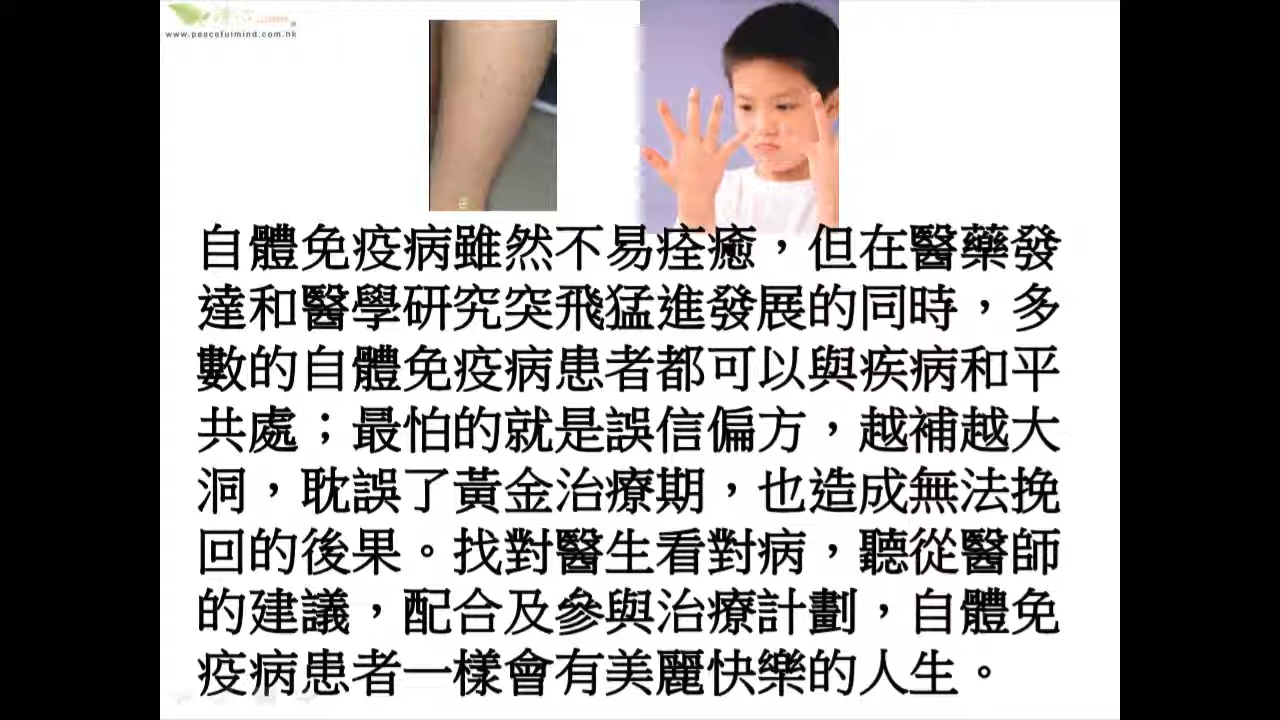 www.peacefulmind.com.hk
自體免疫病雖然不易痊癒，但在醫藥發
達和醫學研究突飛猛進發展的同時，多
數的自體免疫病患者都可以與疾病和平
共處；最怕的就是誤信偏方，越補越大
洞，耽誤了黃金治療期，也造成無法挽
回的後果。找對醫生看對病，聽從醫師
的建議，配合及參與治療計劃，自體免
疫病患者一樣會有美麗快樂的人生。